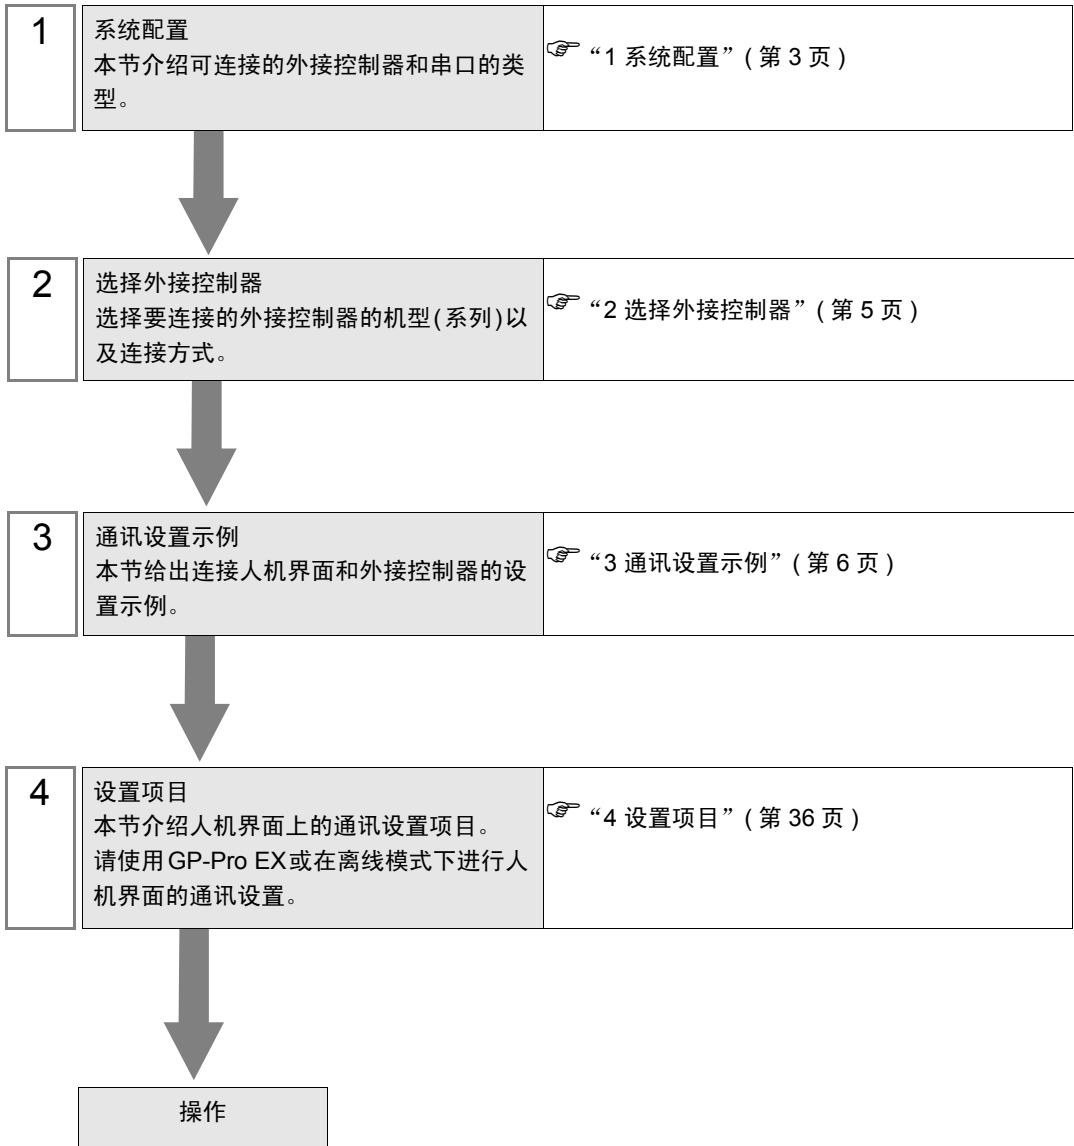 1
系统配置
本节介绍可连接的外接控制器和串口的类
型。
“1 系统配置” ( 第 3 页 )
2
选择外接控制器
选择要连接的外接控制器的机型(系列)以
及连接方式。
“2 选择外接控制器” ( 第 5 页 )
3
通讯设置示例
本节给出连接人机界面和外接控制器的设
置示例。
“3 通讯设置示例” ( 第 6 页 )
4
设置项目
本节介绍人机界面上的通讯设置项目。
请使用GP-Pro EX或在离线模式下进行人
机界面的通讯设置。
“4 设置项目” ( 第 36 页 )
操作